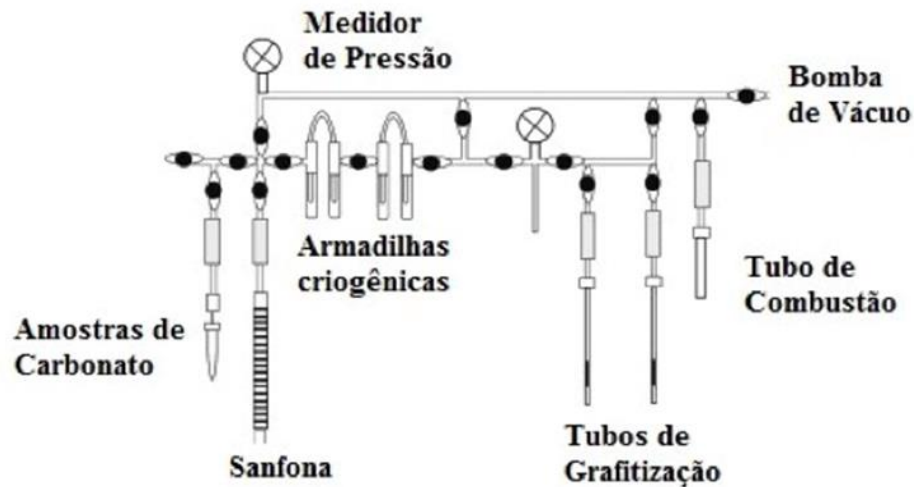 Medidor
de Pressão
Bomba
de Vácuo
Armadilhas
criogênicas
Tubo de
Combustão
Amostras de
Carbonato
Sanfona
Tubos de
Grafitização